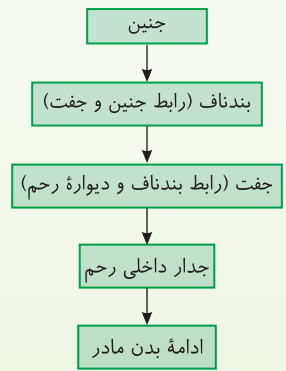 جنین
بندناف (رابط جنین و جفت)
جفت (رابط بندناف و دیوارهٔ رحم)
جدار داخلی رحم
ادامهٔ بدن مادر